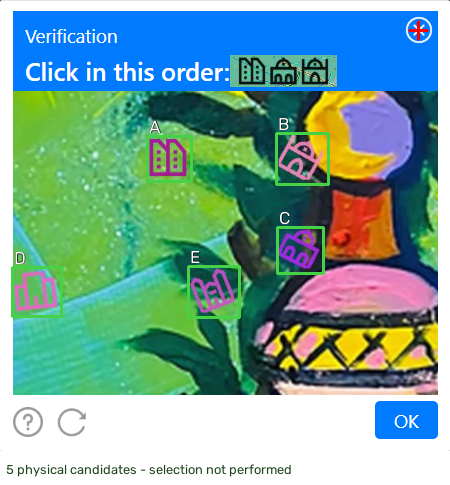 Verification
Click in this order:
A
B
C
D
E
?
OK
5 physical candidates - selection not performed